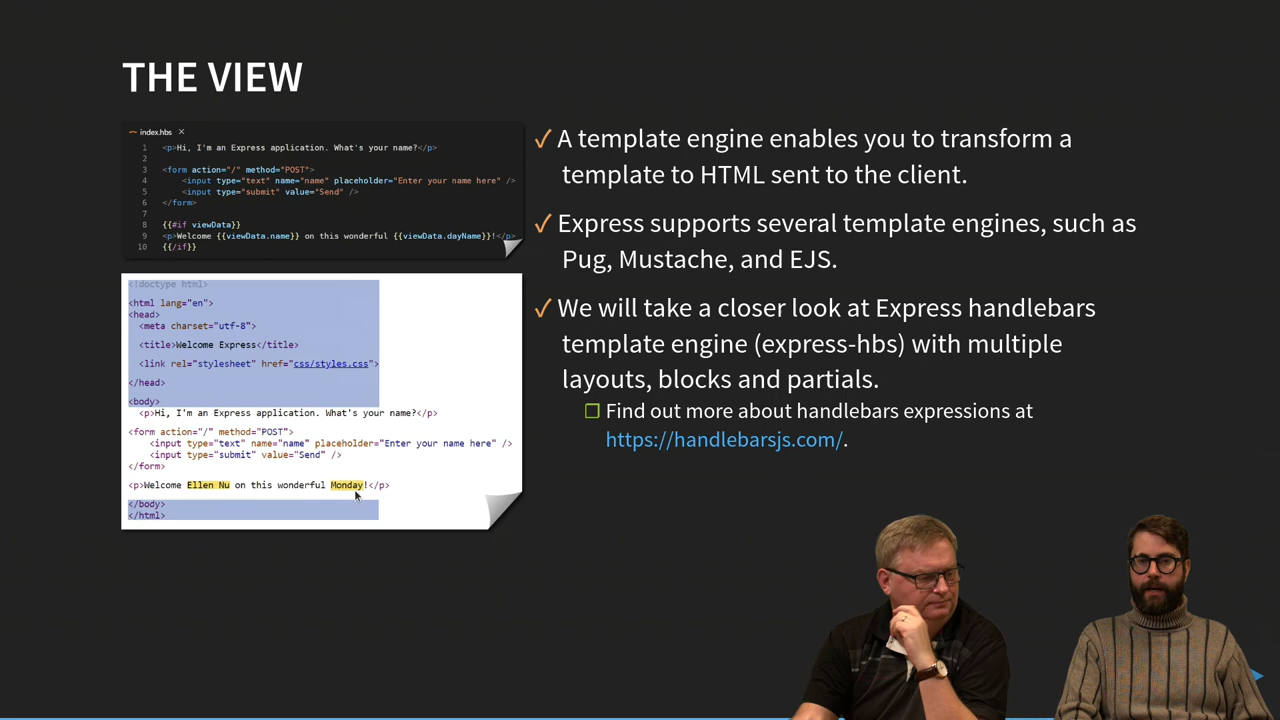 THE VIEW
index.hbs ×
1 <p>Hi, I'm an Express application. What's your name?</p>
2
3 <form action="/" method="POST">
4 <input type="text" name="name" placeholder="Enter your name here" />
5 <input type="submit" value="Send" />
6 </form>
7
8 {{#if viewData}}
9 <p>Welcome {{viewData.name}} on this wonderful {{viewData.dayName}}!</p>
10 {{/if}}
<!doctype html>
<html lang="en">
<head>
<meta charset="utf-8">
<title>Welcome Express</title>
<link rel="stylesheet" href="css/styles.css">
</head>
<body>
<p>Hi, I'm an Express application. What's your name?</p>
<form action="/" method="POST">
<input type="text" name="name" placeholder="Enter your name here" />
<input type="submit" value="Send" />
</form>
<p>Welcome Ellen Nu on this wonderful Monday!</p>
</body>
</html>
✓ A template engine enables you to transform a
template to HTML sent to the client.
✓ Express supports several template engines, such as
Pug, Mustache, and EJS.
✓ We will take a closer look at Express handlebars
template engine (express-hbs) with multiple
layouts, blocks and partials.
❐ Find out more about handlebars expressions at
https://handlebarsjs.com/.